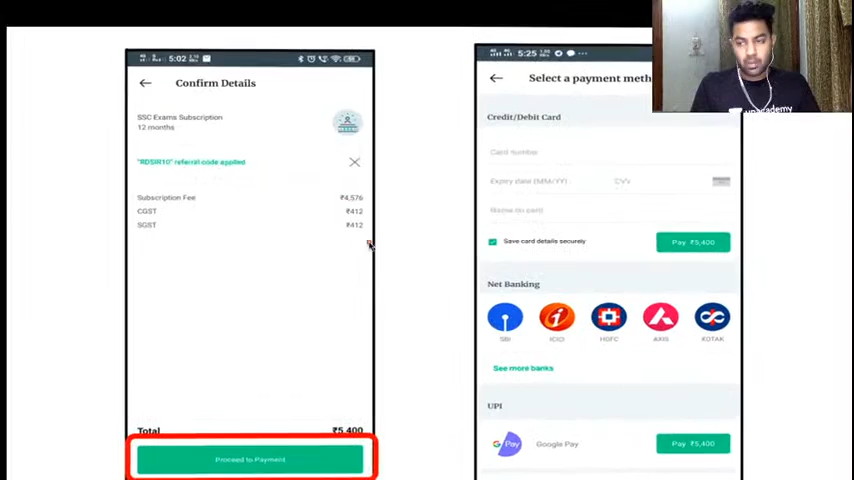 5:02
Confirm Details
SSC Exams Subscription
12 months
"RDSIR10" referral code applied
Subscription Fee ₹4,576
CGST ₹412
SGST ₹412
Total ₹5,400
Proceed to Payment
5:25
Select a payment meth
Credit/Debit Card
Card number
Expiry date (MM/YY) CVV
Name on card
Save card details securely
Pay ₹5,400
Net Banking
SBI ICICI HDFC AXIS KOTAK
See more banks
UPI
G Pay Google Pay Pay ₹5,400